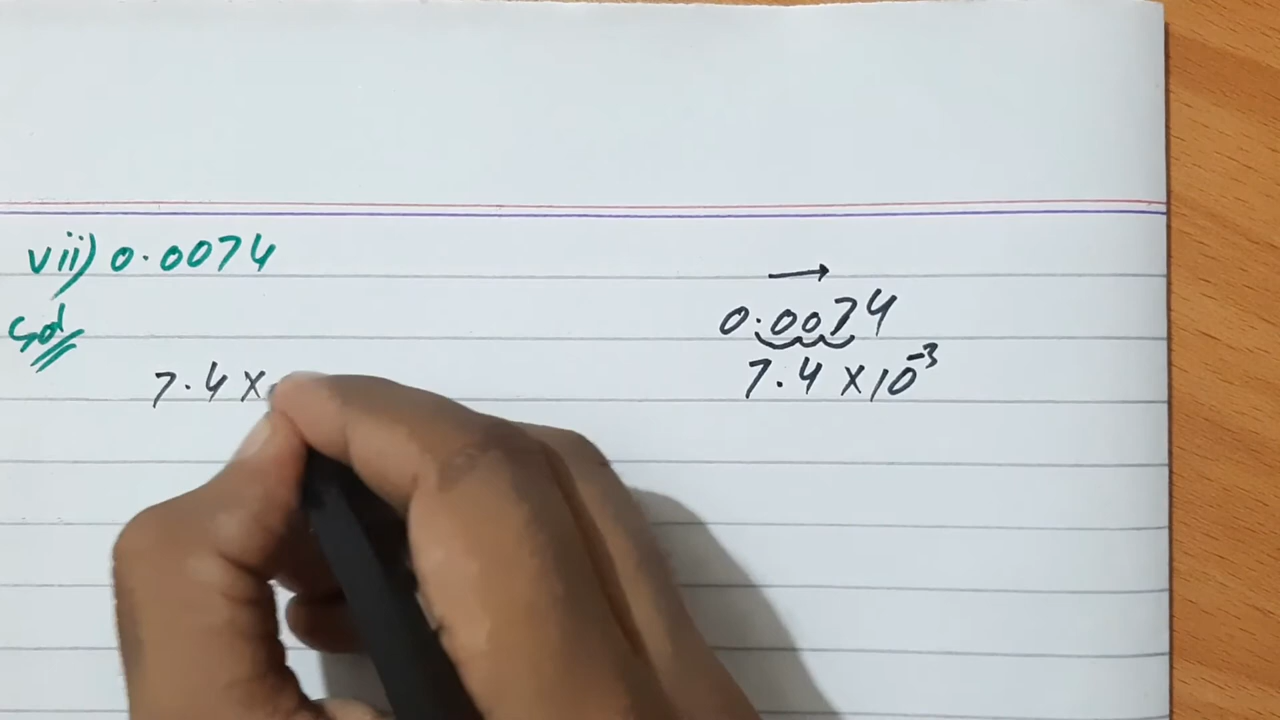 vii) 0.0074
Sol
7.4 ×
0.0074
7.4 × 10⁻³